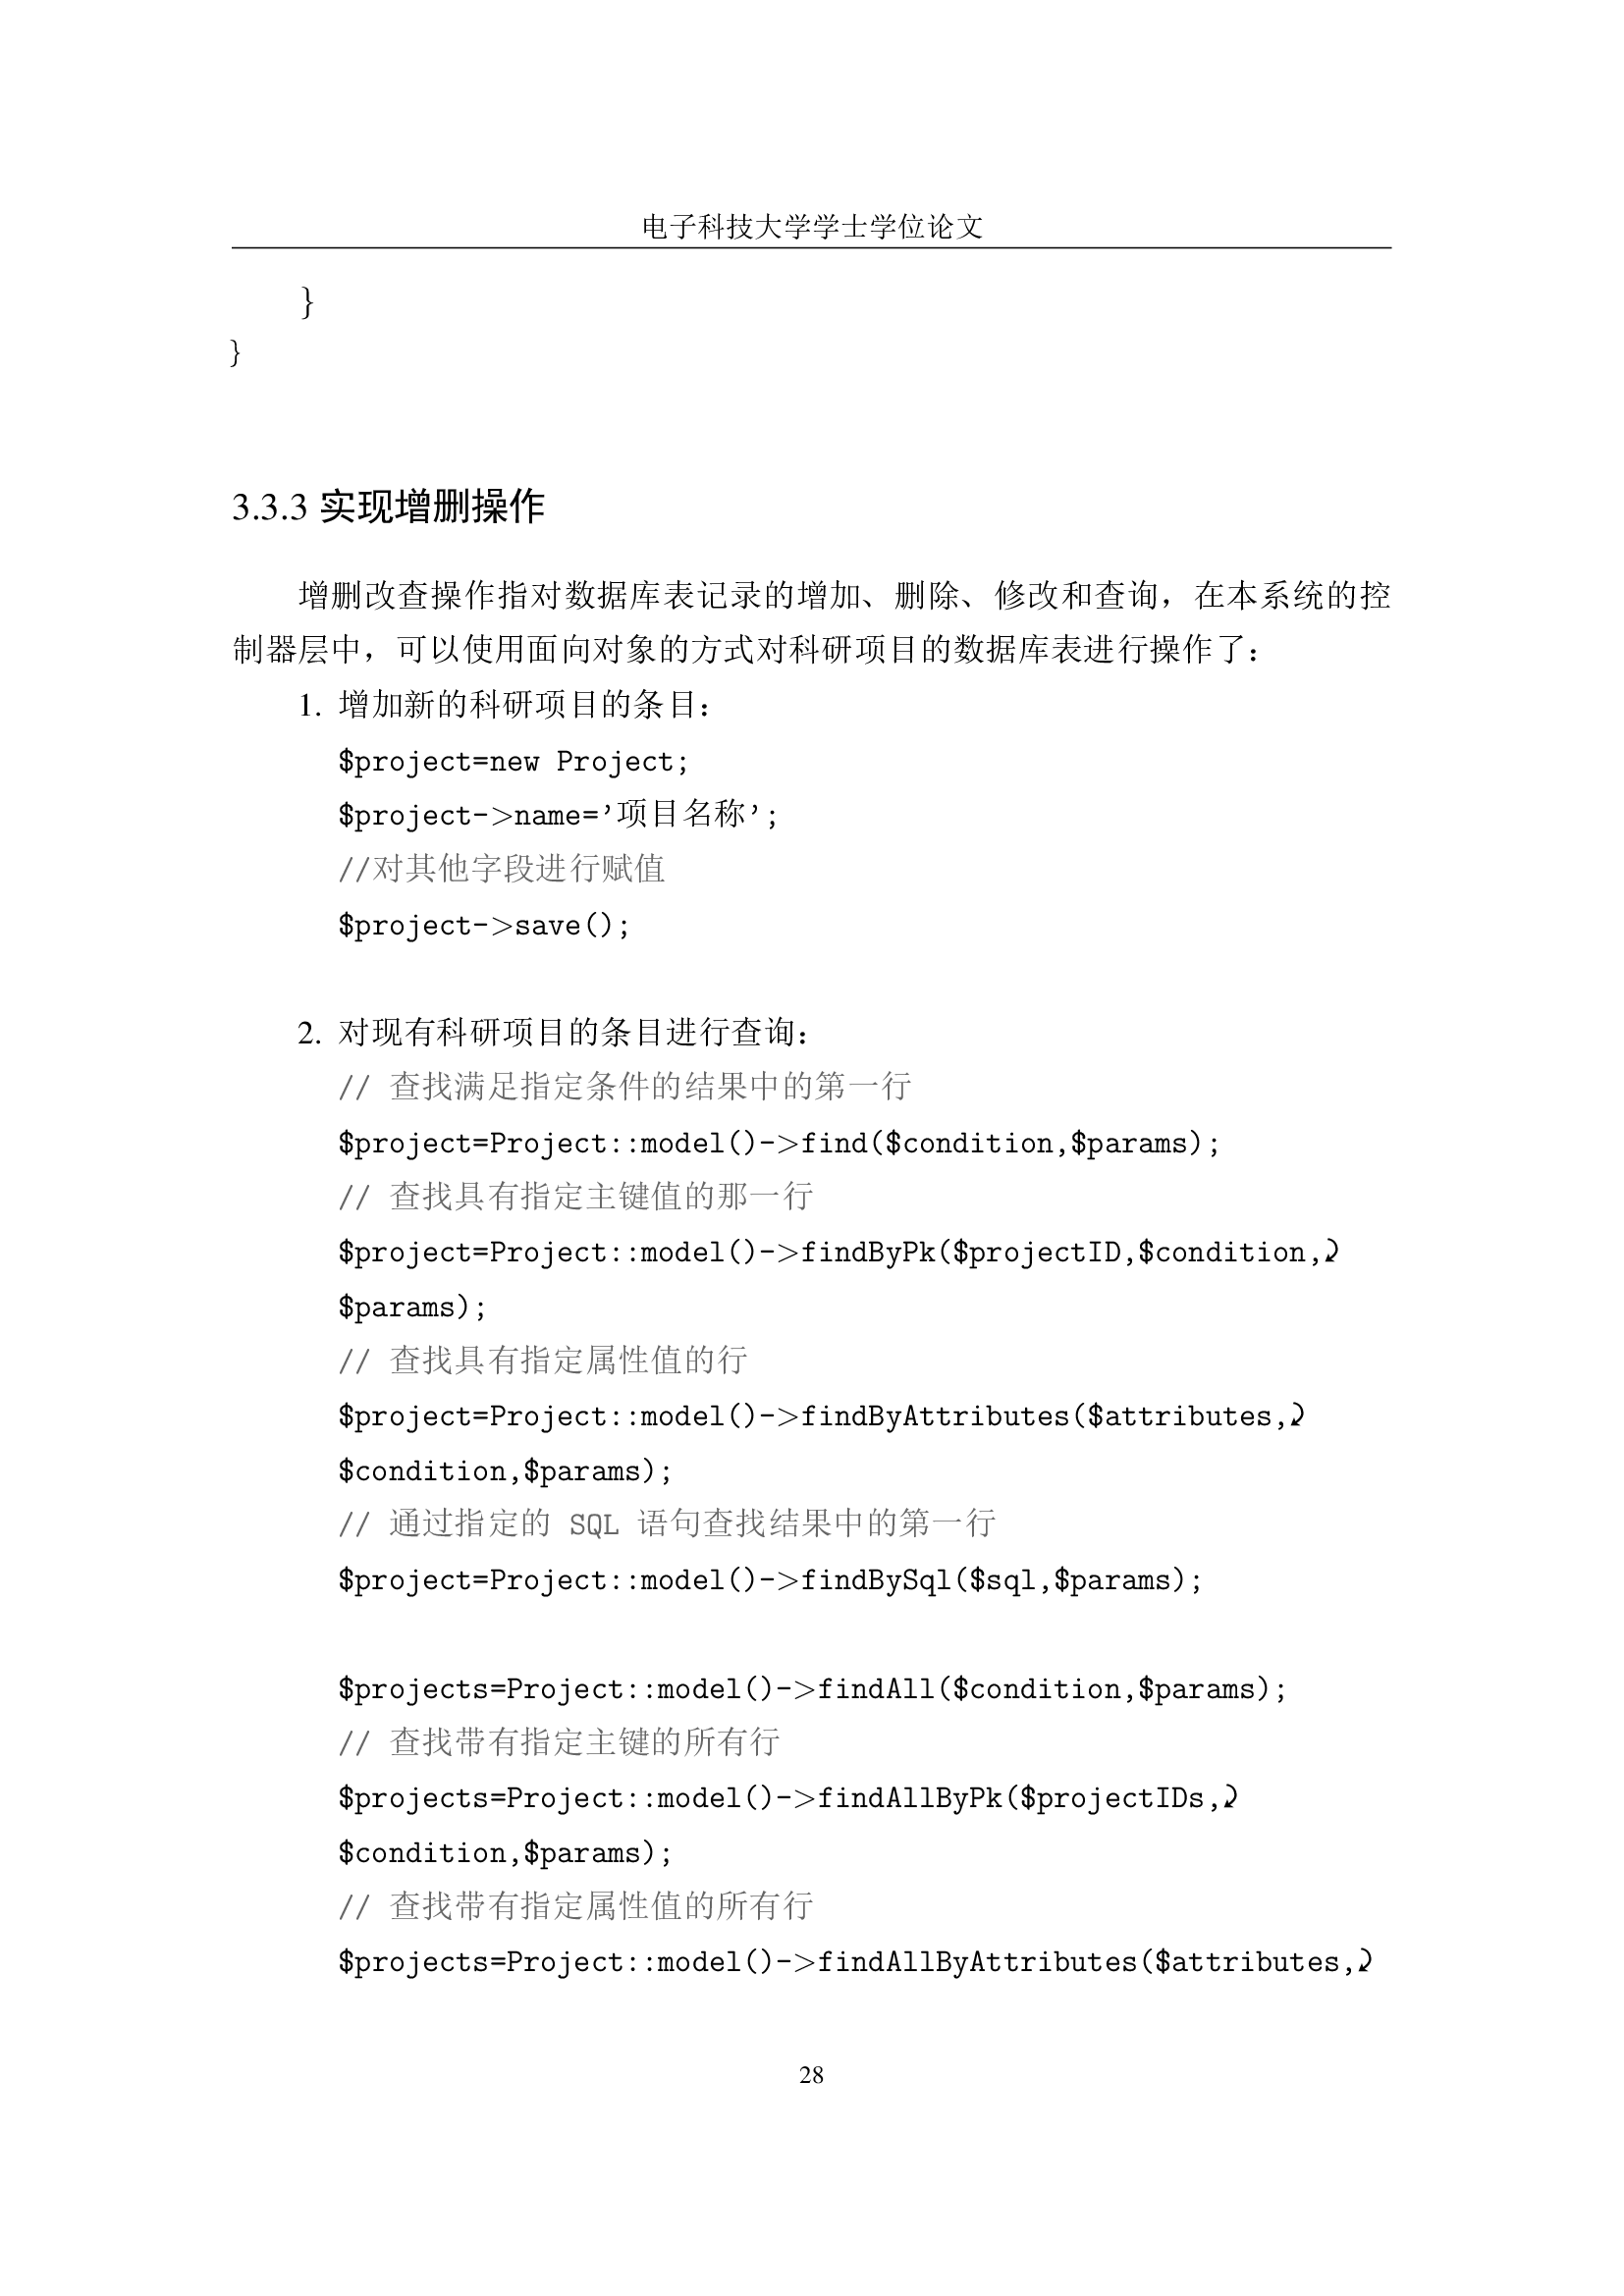 电子科技大学学士学位论文
}
}
3.3.3 实现增删操作
增删改查操作指对数据库表记录的增加、删除、修改和查询，在本系统的控
制器层中，可以使用面向对象的方式对科研项目的数据库表进行操作了：
1. 增加新的科研项目的条目：
$project=new Project;
$project->name='项目名称';
//对其他字段进行赋值
$project->save();
2. 对现有科研项目的条目进行查询：
// 查找满足指定条件的结果中的第一行
$project=Project::model()->find($condition,$params);
// 查找具有指定主键值的那一行
$project=Project::model()->findByPk($projectID,$condition,⤸
$params);
// 查找具有指定属性值的行
$project=Project::model()->findByAttributes($attributes,⤸
$condition,$params);
// 通过指定的 SQL 语句查找结果中的第一行
$project=Project::model()->findBySql($sql,$params);
$projects=Project::model()->findAll($condition,$params);
// 查找带有指定主键的所有行
$projects=Project::model()->findAllByPk($projectIDs,⤸
$condition,$params);
// 查找带有指定属性值的所有行
$projects=Project::model()->findAllByAttributes($attributes,⤸
28